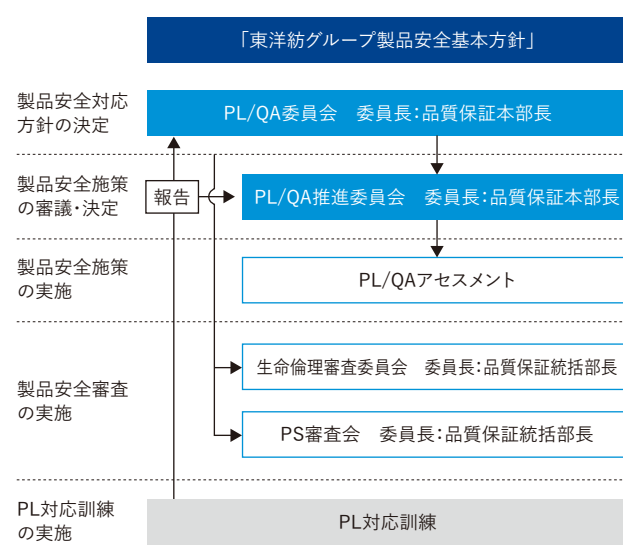 「東洋紡グループ製品安全基本方針」
製品安全対応
方針の決定
PL/QA委員会　委員長：品質保証本部長
製品安全施策
の審議・決定
報告
PL/QA推進委員会　委員長：品質保証本部長
製品安全施策
の実施
PL/QAアセスメント
製品安全審査
の実施
生命倫理審査委員会　委員長：品質保証統括部長
PS審査会　委員長：品質保証統括部長
PL対応訓練
の実施
PL対応訓練